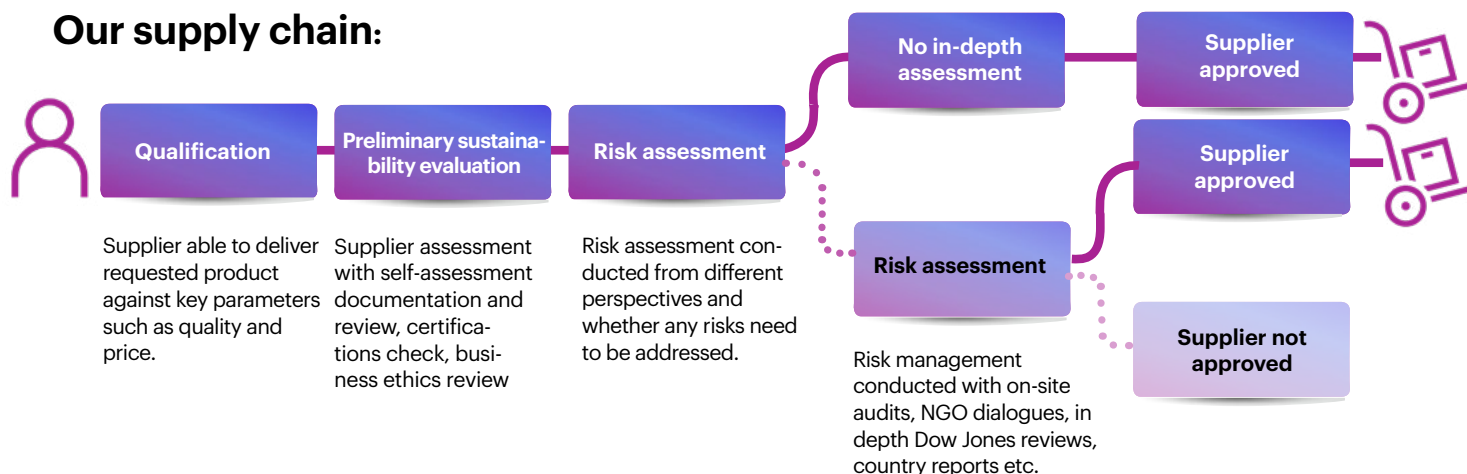 Our supply chain:
Qualification
Supplier able to deliver
requested product
against key parameters
such as quality and
price.
Preliminary sustaina-
bility evaluation
Supplier assessment
with self-assessment
documentation and
review, certifica-
tions check, busi-
ness ethics review
Risk assessment
Risk assessment con-
ducted from different
perspectives and
whether any risks need
to be addressed.
No in-depth
assessment
Supplier
approved
Risk assessment
Risk management
conducted with on-site
audits, NGO dialogues, in
depth Dow Jones reviews,
country reports etc.
Supplier
approved
Supplier not
approved